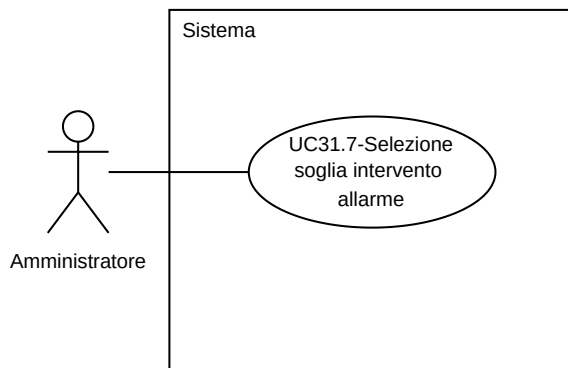 Sistema
UC31.7-Selezione
soglia intervento
allarme
Amministratore